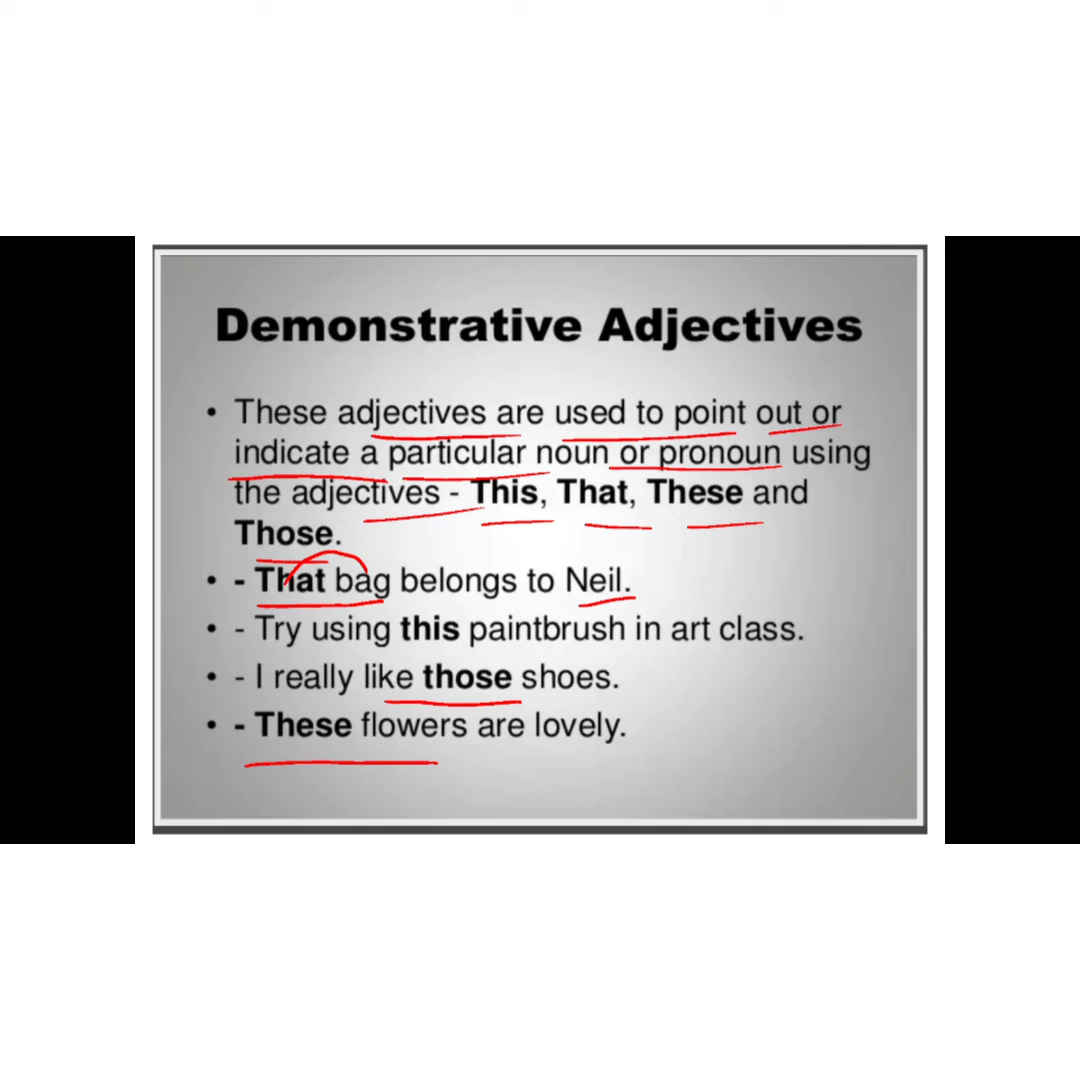 Demonstrative Adjectives
• These adjectives are used to point out or
indicate a particular noun or pronoun using
the adjectives - This, That, These and
Those.
• - That bag belongs to Neil.
• - Try using this paintbrush in art class.
• - I really like those shoes.
• - These flowers are lovely.